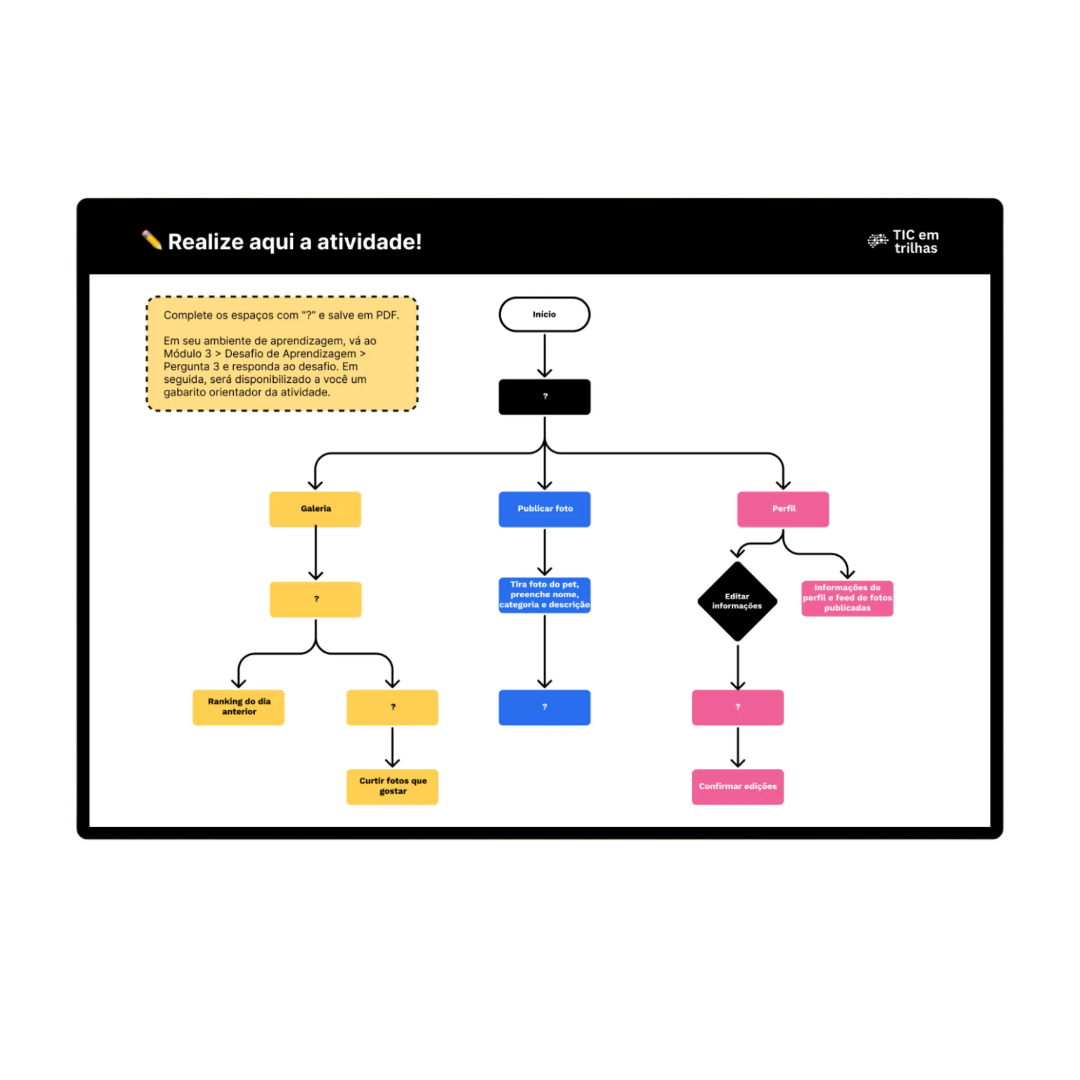 Realize aqui a atividade!
TIC em
trilhas
Complete os espaços com "?" e salve em PDF.
Em seu ambiente de aprendizagem, vá ao
Módulo 3 > Desafio de Aprendizagem >
Pergunta 3 e responda ao desafio. Em
seguida, será disponibilizado a você um
gabarito orientador da atividade.
Início
?
Galeria
Publicar foto
Perfil
?
Tira foto do pet,
preenche nome,
categoria e descrição
Editar
informações
Informações do
perfil e feed de fotos
publicadas
Ranking do dia
anterior
?
?
?
Curtir fotos que
gostar
Confirmar edições